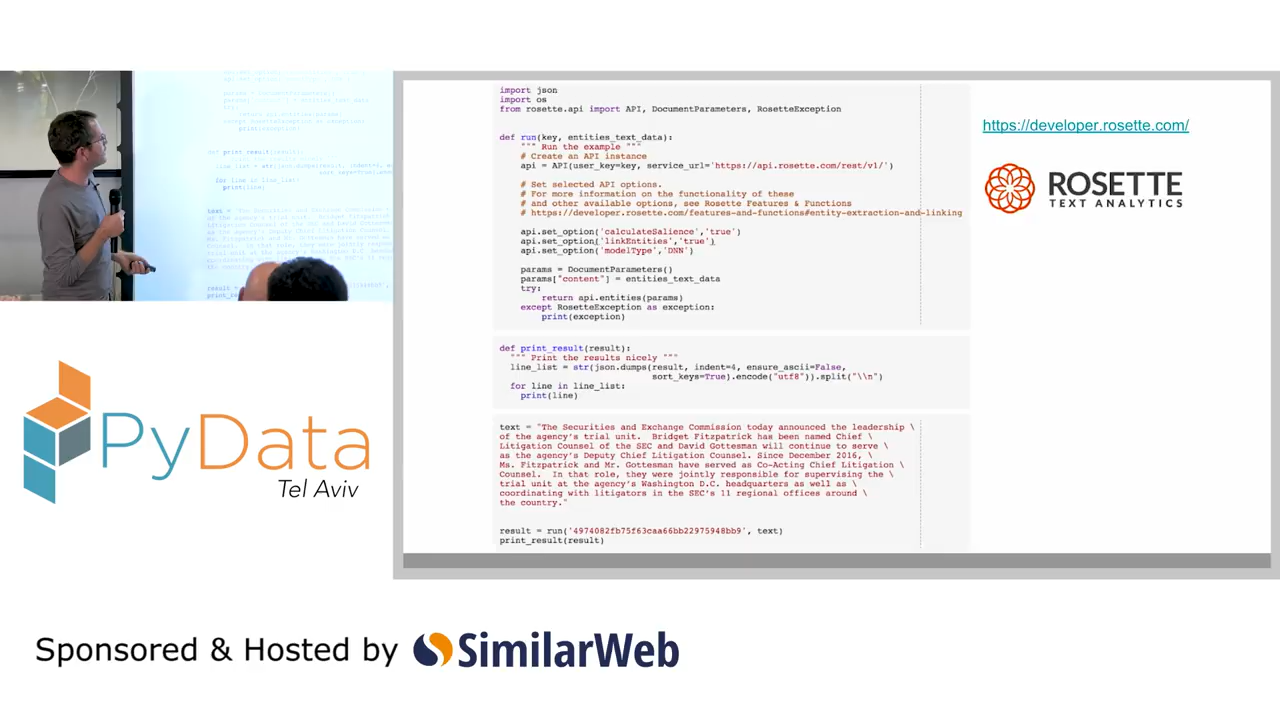 import json
import os
from rosette.api import API, DocumentParameters, RosetteException
def run(key, entities_text_data):
""" Run the example """
# Create an API instance
api = API(user_key=key, service_url='https://api.rosette.com/rest/v1/')
# Set selected API options.
# For more information on the functionality of these
# and other available options, see Rosette Features & Functions
# https://developer.rosette.com/features-and-functions#entity-extraction-and-linking
api.set_option('calculateSalience','true')
api.set_option('linkEntities','true')
api.set_option('modelType','DNN')
params = DocumentParameters()
params["content"] = entities_text_data
try:
return api.entities(params)
except RosetteException as exception:
print(exception)
def print_result(result):
""" Print the results nicely """
line_list = str(json.dumps(result, indent=4, ensure_ascii=False,
sort_keys=True).encode("utf8")).split("\\n")
for line in line_list:
print(line)
text = "The Securities and Exchange Commission today announced the leadership \
of the agency's trial unit.  Bridget Fitzpatrick has been named Chief \
Litigation Counsel of the SEC and David Gottesman will continue to serve \
as the agency's Deputy Chief Litigation Counsel. Since December 2016, \
Ms. Fitzpatrick and Mr. Gottesman have served as Co-Acting Chief Litigation \
Counsel.  In that role, they were jointly responsible for supervising the \
trial unit at the agency's Washington D.C. headquarters as well as \
coordinating with litigators in the SEC's 11 regional offices around \
the country."
result = run('4974082fb75f63caa66bb22975948bb9', text)
print_result(result)
https://developer.rosette.com/
ROSETTE
TEXT ANALYTICS
PyData
Tel Aviv
Sponsored & Hosted by SimilarWeb